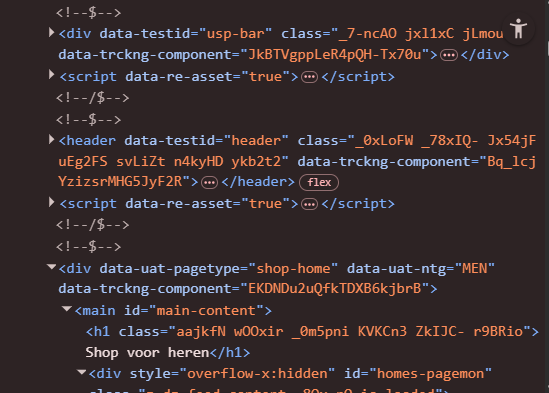 <!--$-->
<div data-testid="usp-bar" class="_7-ncAO jxl1xC jLmou
data-trckng-component="JkBTVgppLeR4pQH-Tx70u">…</div>
<script data-re-asset="true">…</script>
<!--/$-->
<!--$-->
<header data-testid="header" class="_0xLoFW _78xIQ- Jx54jF
uEg2FS svLiZt n4kyHD ykb2t2" data-trckng-component="Bq_lcj
YzizsrMHG5JyF2R">…</header> flex
<script data-re-asset="true">…</script>
<!--/$-->
<!--$-->
<div data-uat-pagetype="shop-home" data-uat-ntg="MEN"
data-trckng-component="EKDNDu2uQfkTDXB6kjbrB">
<main id="main-content">
<h1 class="aajkfN wOOxir _0m5pni KVKCn3 ZkIJC- r9BRio">
Shop voor heren</h1>
<div style="overflow-x:hidden" id="homes-pagemon"